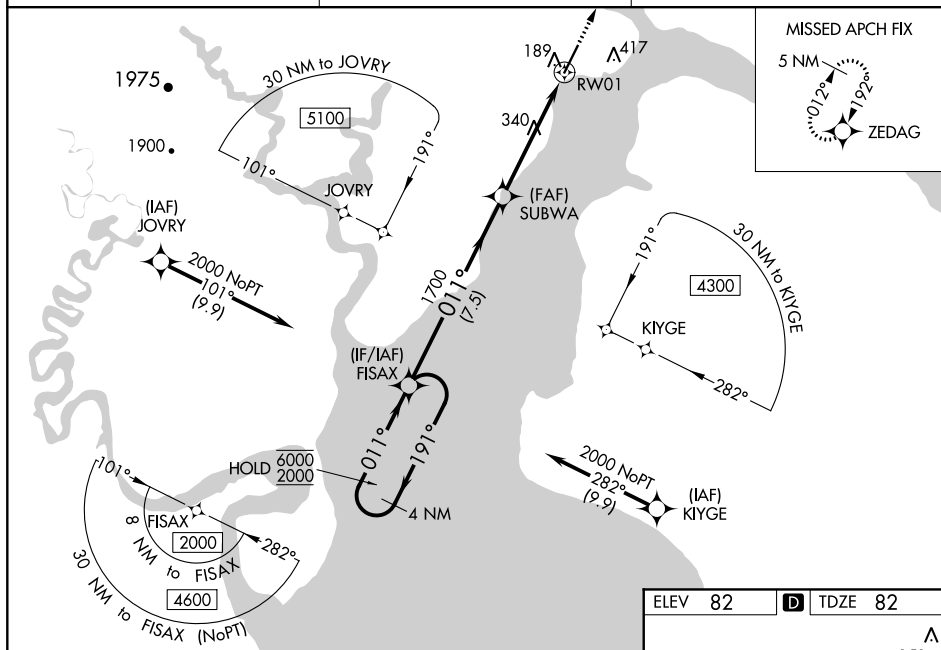 MISSED APCH FIX
5 NM
012°
192°
ZEDAG
189
417
RW01
340
1975
1900
30 NM to JOVRY
5100
191°
101°
JOVRY
(IAF)
JOVRY
2000 NoPT
101°
(9.9)
(FAF)
SUBWA
1700
011°
(7.5)
30 NM to KIYGE
191°
4300
KIYGE
282°
(IF/IAF)
FISAX
011°
191°
HOLD
6000
2000
4 NM
2000 NoPT
282°
(9.9)
(IAF)
KIYGE
101°
FISAX
2000
282°
8 NM to FISAX
4600
30 NM to FISAX (NoPT)
ELEV 82
D
TDZE 82